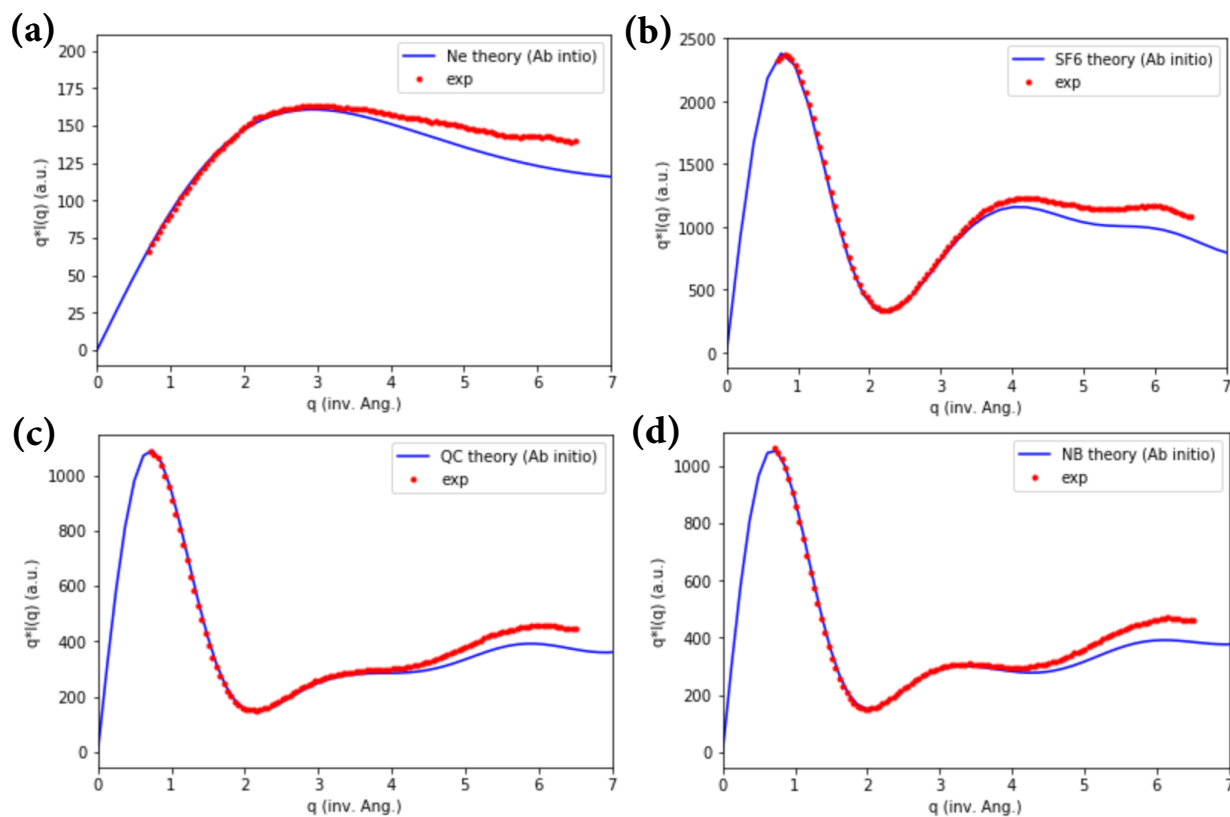 (a)
200
175
150
125
100
75
50
25
0
q*I(q) (a.u.)
Ne theory (Ab intio)
exp
0 1 2 3 4 5 6 7
q (inv. Ang.)
(b)
2500
2000
1500
1000
500
0
q*I(q) (a.u.)
SF6 theory (Ab initio)
exp
0 1 2 3 4 5 6 7
q (inv. Ang.)
(c)
1000
800
600
400
200
0
q*I(q) (a.u.)
QC theory (Ab initio)
exp
0 1 2 3 4 5 6 7
q (inv. Ang.)
(d)
1000
800
600
400
200
0
q*I(q) (a.u.)
NB theory (Ab initio)
exp
0 1 2 3 4 5 6 7
q (inv. Ang.)